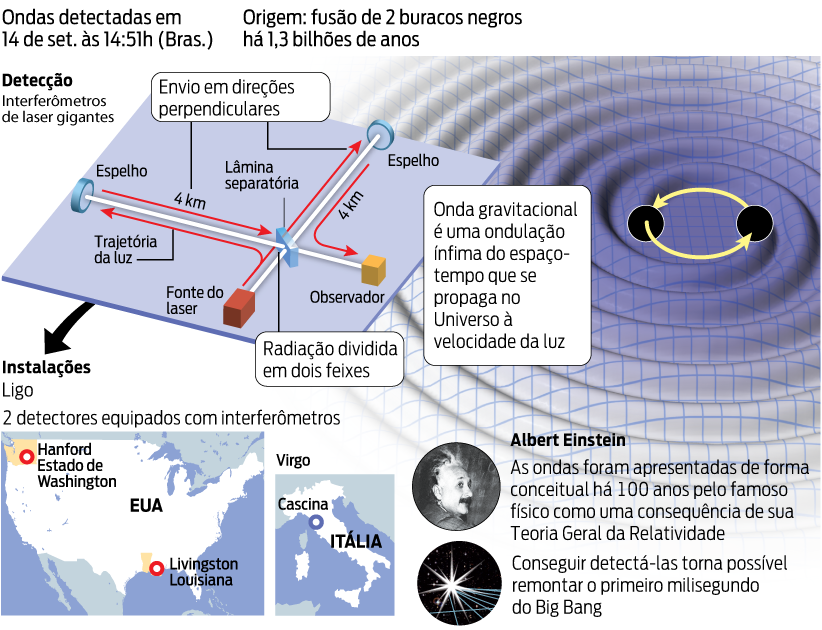 Ondas detectadas em
14 de set. às 14:51h (Bras.)
Origem: fusão de 2 buracos negros
há 1,3 bilhões de anos
Detecção
Interferômetros
de laser gigantes
Envio em direções
perpendiculares
Espelho
Lâmina
separatória
Espelho
4 km
4 km
Trajetória
da luz
Fonte do
laser
Observador
Radiação dividida
em dois feixes
Onda gravitacional
é uma ondulação
ínfima do espaço-
tempo que se
propaga no
Universo à
velocidade da luz
Instalações
Ligo
2 detectores equipados com interferômetros
Hanford
Estado de
Washington
EUA
Livingston
Louisiana
Virgo
Cascina
ITÁLIA
Albert Einstein
As ondas foram apresentadas de forma
conceitual há 100 anos pelo famoso
físico como uma consequência de sua
Teoria Geral da Relatividade
Conseguir detectá-las torna possível
remontar o primeiro milisegundo
do Big Bang